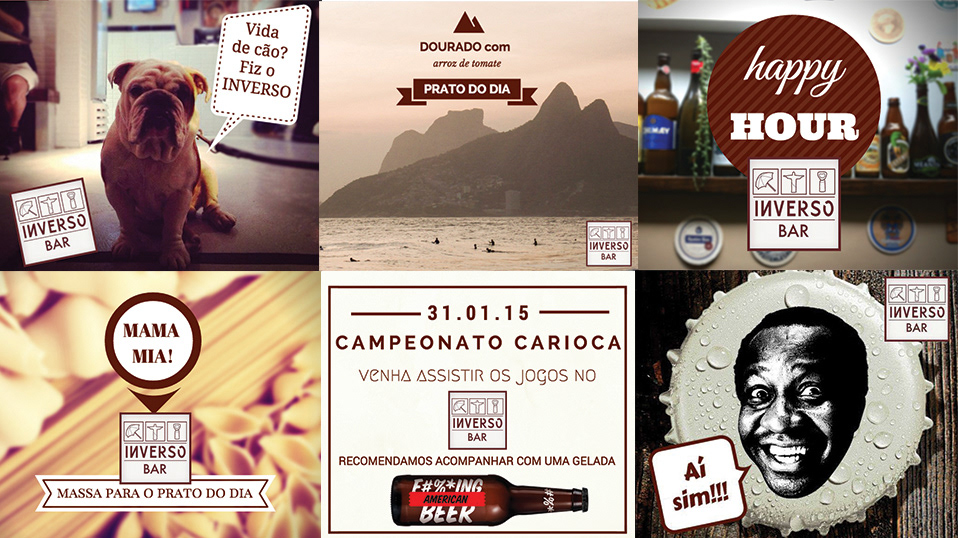 Vida
de cão?
Fiz o
INVERSO
INVERSO
BAR
DOURADO com
arroz de tomate
PRATO DO DIA
INVERSO
BAR
happy
HOUR
INVERSO
BAR
MAMA
MIA!
INVERSO
BAR
MASSA PARA O PRATO DO DIA
31.01.15
CAMPEONATO CARIOCA
VENHA ASSISTIR OS JOGOS NO
INVERSO
BAR
RECOMENDAMOS ACOMPANHAR COM UMA GELADA
F#%*ING
AMERICAN
BEER
*%#
INVERSO
BAR
Aí
sim!!!